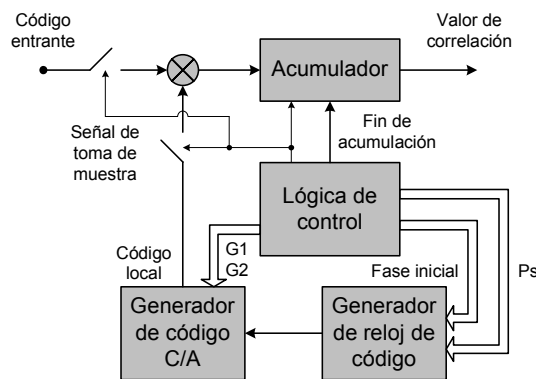 Código
entrante
Valor de
correlación
Acumulador
Señal de
toma de
muestra
Fin de
acumulación
Lógica de
control
G1
G2
Código
local
Fase inicial
Ps
Generador
de código
C/A
Generador
de reloj de
código